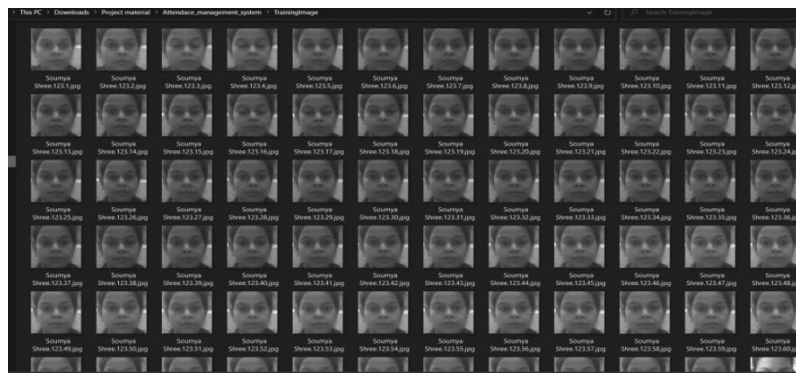 This PC > Downloads > Project material > Attendace_management_system > TrainingImage
Search TrainingImage
Soumya Soumya Soumya Soumya Soumya Soumya Soumya Soumya Soumya Soumya Soumya Soumya
Shree.123.1.jpg Shree.123.2.jpg Shree.123.3.jpg Shree.123.4.jpg Shree.123.5.jpg Shree.123.6.jpg Shree.123.7.jpg Shree.123.8.jpg Shree.123.9.jpg Shree.123.10.jpg Shree.123.11.jpg Shree.123.12.j
Soumya Soumya Soumya Soumya Soumya Soumya Soumya Soumya Soumya Soumya Soumya Soumya
Shree.123.13.jpg Shree.123.14.jpg Shree.123.15.jpg Shree.123.16.jpg Shree.123.17.jpg Shree.123.18.jpg Shree.123.19.jpg Shree.123.20.jpg Shree.123.21.jpg Shree.123.22.jpg Shree.123.23.jpg Shree.123.24.j
Soumya Soumya Soumya Soumya Soumya Soumya Soumya Soumya Soumya Soumya Soumya Soumya
Shree.123.25.jpg Shree.123.26.jpg Shree.123.27.jpg Shree.123.28.jpg Shree.123.29.jpg Shree.123.30.jpg Shree.123.31.jpg Shree.123.32.jpg Shree.123.33.jpg Shree.123.34.jpg Shree.123.35.jpg Shree.123.36.j
Soumya Soumya Soumya Soumya Soumya Soumya Soumya Soumya Soumya Soumya Soumya Soumya
Shree.123.37.jpg Shree.123.38.jpg Shree.123.39.jpg Shree.123.40.jpg Shree.123.41.jpg Shree.123.42.jpg Shree.123.43.jpg Shree.123.44.jpg Shree.123.45.jpg Shree.123.46.jpg Shree.123.47.jpg Shree.123.48.j
Soumya Soumya Soumya Soumya Soumya Soumya Soumya Soumya Soumya Soumya Soumya Soumya
Shree.123.49.jpg Shree.123.50.jpg Shree.123.51.jpg Shree.123.52.jpg Shree.123.53.jpg Shree.123.54.jpg Shree.123.55.jpg Shree.123.56.jpg Shree.123.57.jpg Shree.123.58.jpg Shree.123.59.jpg Shree.123.60.j